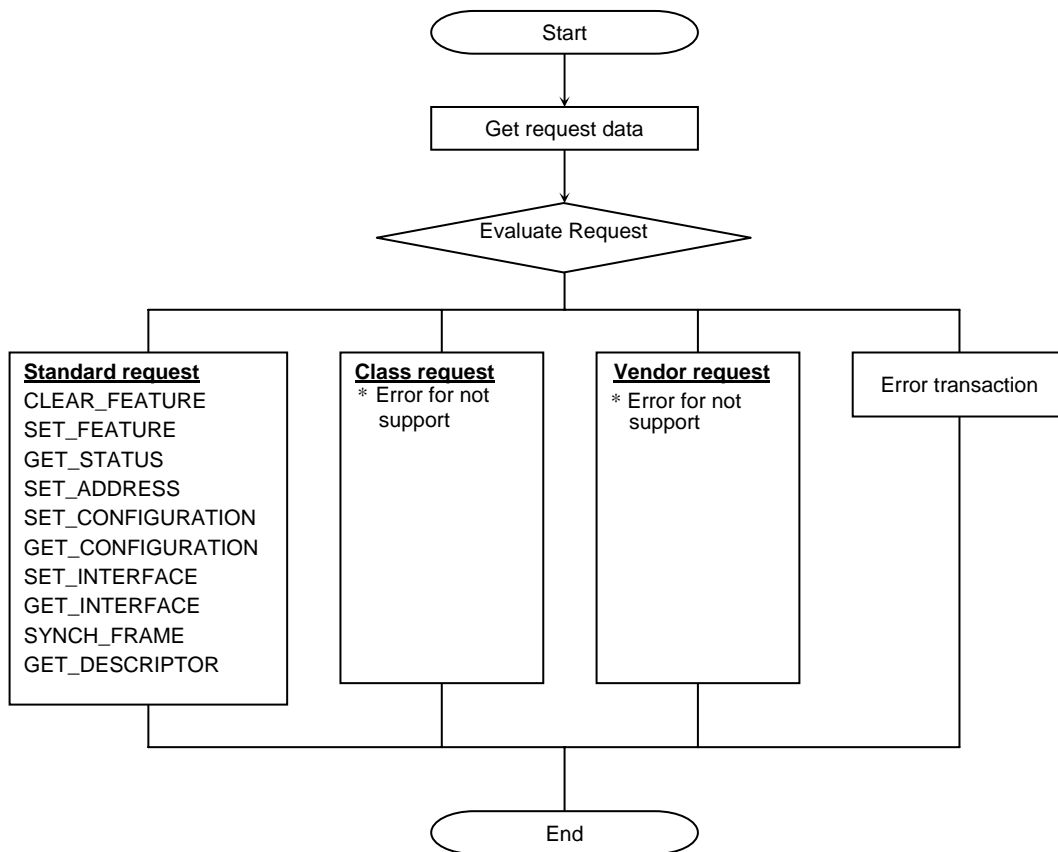 Start
Get request data
Evaluate Request
Standard request
CLEAR_FEATURE
SET_FEATURE
GET_STATUS
SET_ADDRESS
SET_CONFIGURATION
GET_CONFIGURATION
SET_INTERFACE
GET_INTERFACE
SYNCH_FRAME
GET_DESCRIPTOR
Class request
* Error for not
support
Vendor request
* Error for not
support
Error transaction
End